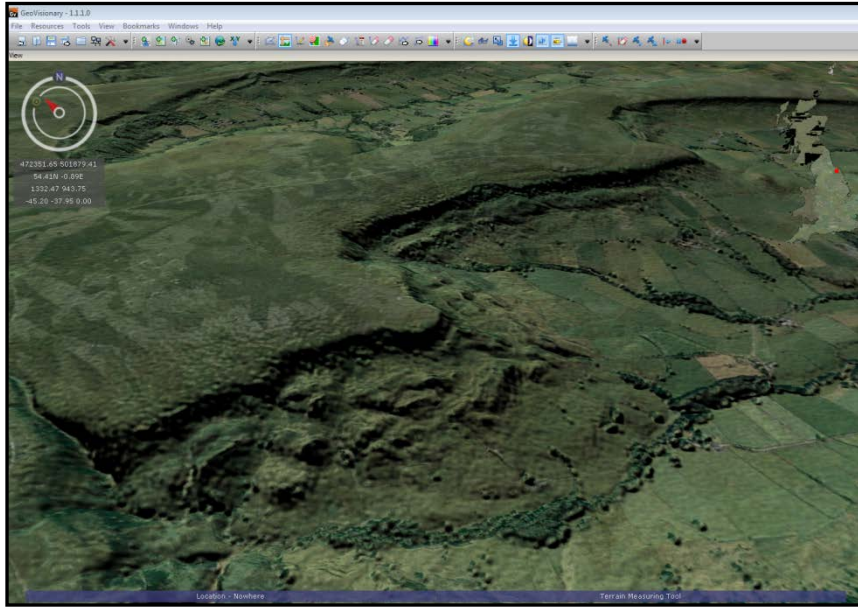 GeoVisionary - 1.1.1.0
File Resources Tools View Bookmarks Windows Help
View
N
472351.65 501879.41
54.41N -0.89E
1332.47 943.75
-45.20 -37.95 0.00
Location - Nowhere
Terrain Measuring Tool